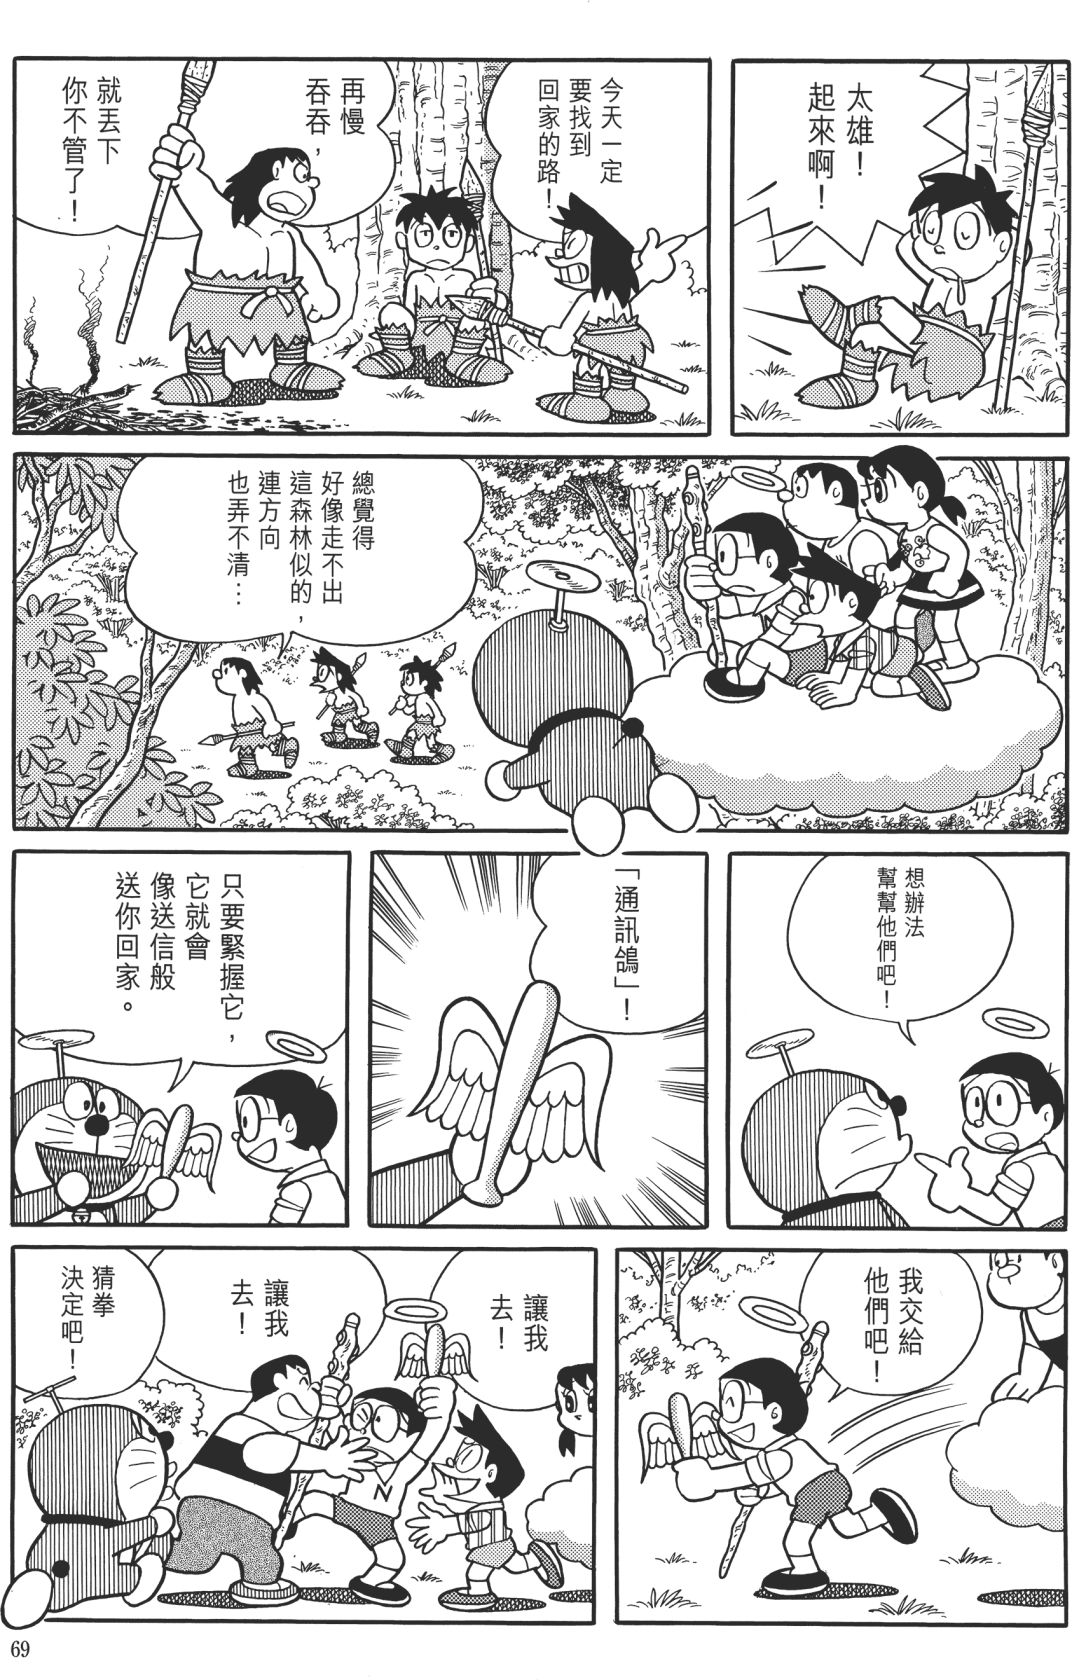 太雄！
起來啊！
今天一定
要找到
回家的路！
再慢
吞吞，
就丟下
你不管了！
總覺得
好像走不出
這森林似的，
連方向
也弄不清…
想辦法
幫幫他們吧！
「通訊鴿」！
只要緊握它，
它就會
像送信般
送你回家。
我交給
他們吧！
讓我
去！
讓我
去！
猜拳
決定吧！
N
69